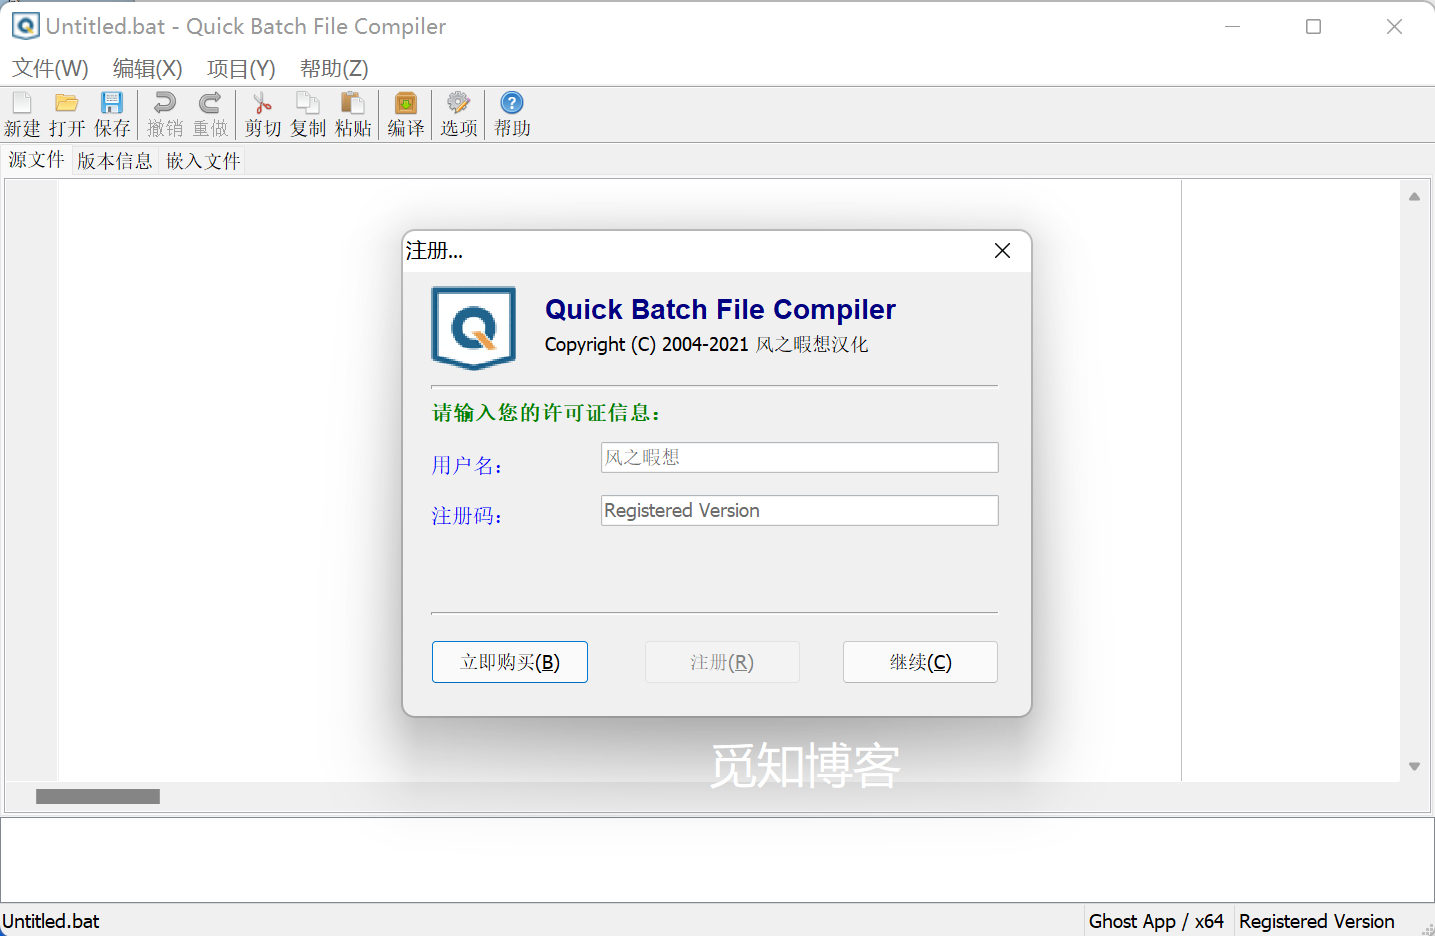 Untitled.bat - Quick Batch File Compiler
文件(W) 编辑(X) 项目(Y) 帮助(Z)
新建 打开 保存 撤销 重做 剪切 复制 粘贴 编译 选项 帮助
源文件 版本信息 嵌入文件
注册...
Quick Batch File Compiler
Copyright (C) 2004-2021 风之暇想汉化
请输入您的许可证信息：
用户名： 风之暇想
注册码： Registered Version
立即购买(B) 注册(R) 继续(C)
觅知博客
Untitled.bat Ghost App / x64 Registered Version